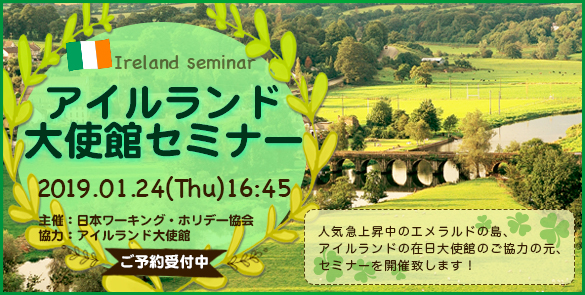 Ireland seminar
アイルランド
大使館セミナー
2019.01.24(Thu)16:45
主催：日本ワーキング・ホリデー協会
協力：アイルランド大使館
ご予約受付中
人気急上昇中のエメラルドの島、
アイルランドの在日大使館のご協力の元、
セミナーを開催致します！